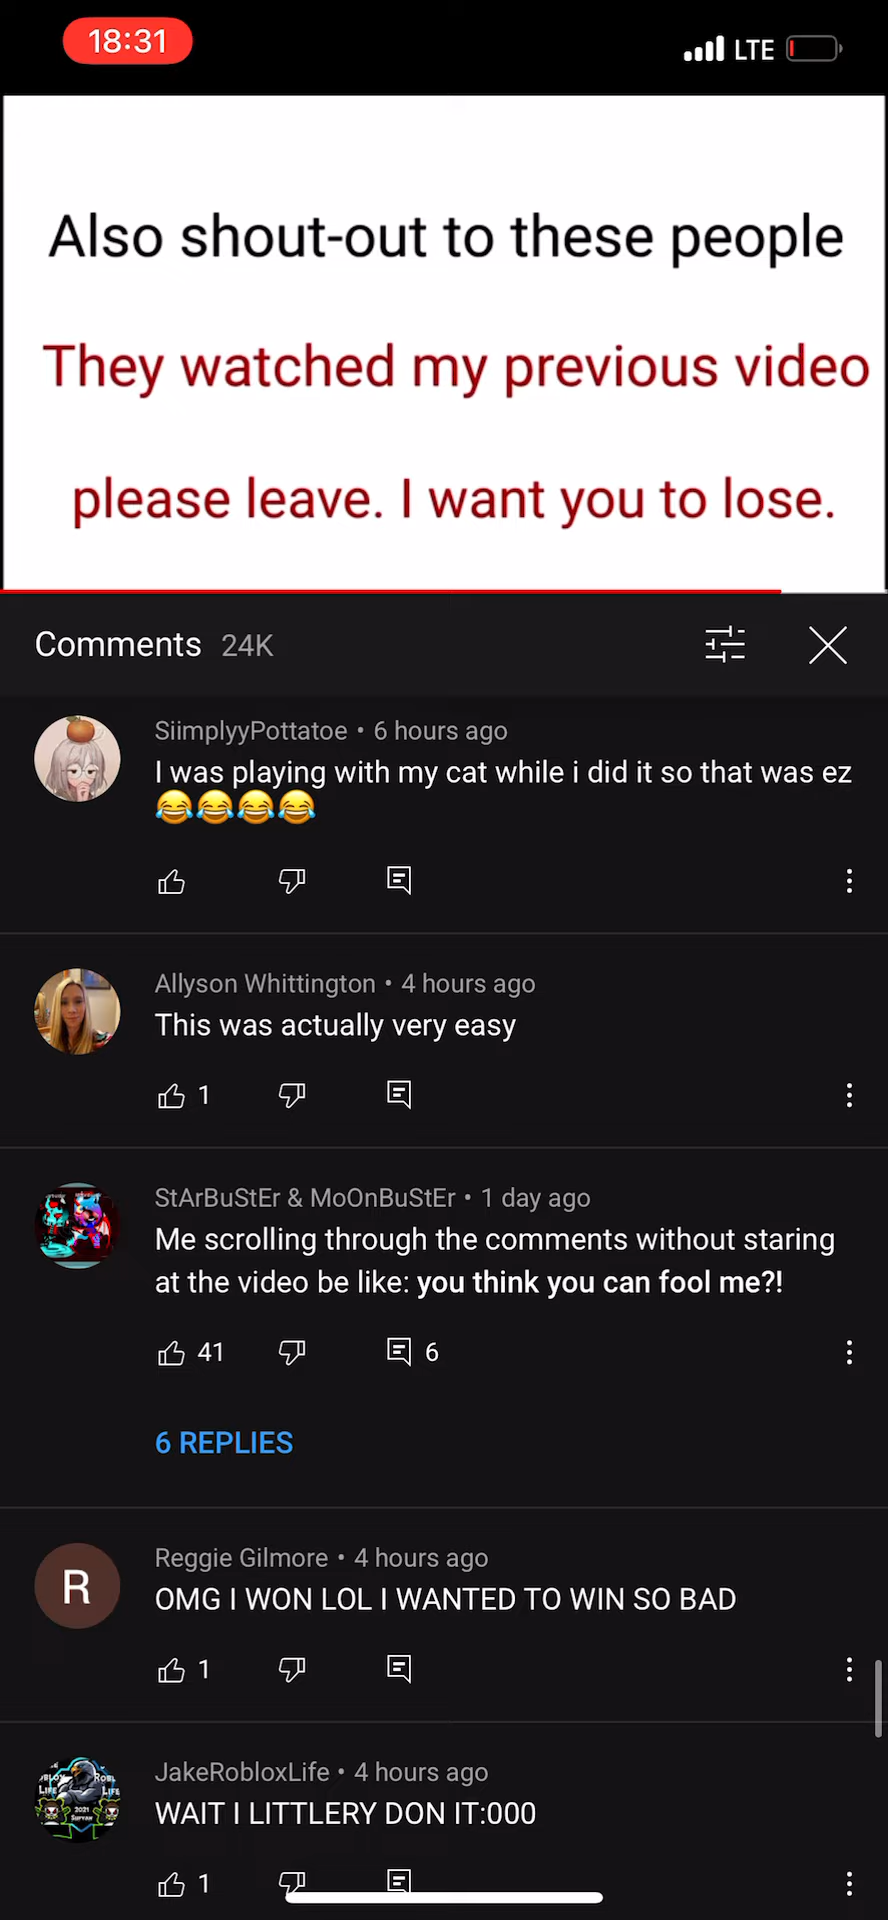 18:31
LTE
Also shout-out to these people
They watched my previous video
please leave. I want you to lose.
Comments 24K
SiimplyyPottatoe • 6 hours ago
I was playing with my cat while i did it so that was ez
😂😂😂😂
Allyson Whittington • 4 hours ago
This was actually very easy
1
StArBuStEr & MoOnBuStEr • 1 day ago
Me scrolling through the comments without staring
at the video be like: you think you can fool me?!
41 6
6 REPLIES
R
Reggie Gilmore • 4 hours ago
OMG I WON LOL I WANTED TO WIN SO BAD
1
JakeRobloxLife • 4 hours ago
WAIT I LITTLERY DON IT:000
1